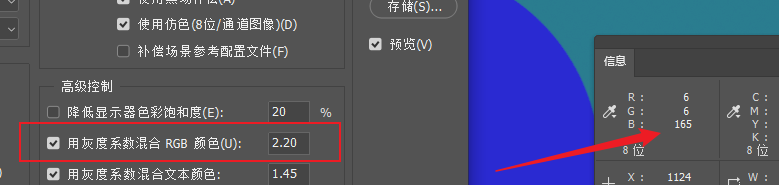 存储(S)...
使用仿色(8位/通道图像)(D)
补偿场景参考配置文件(F)
预览(V)
高级控制
降低显示器色彩饱和度(E): 20 %
用灰度系数混合 RGB 颜色(U): 2.20
用灰度系数混合文本颜色: 1.45
信息
R: 6
G: 6
B: 165
8 位
C:
M:
Y:
K:
8 位
X: 1124
W: